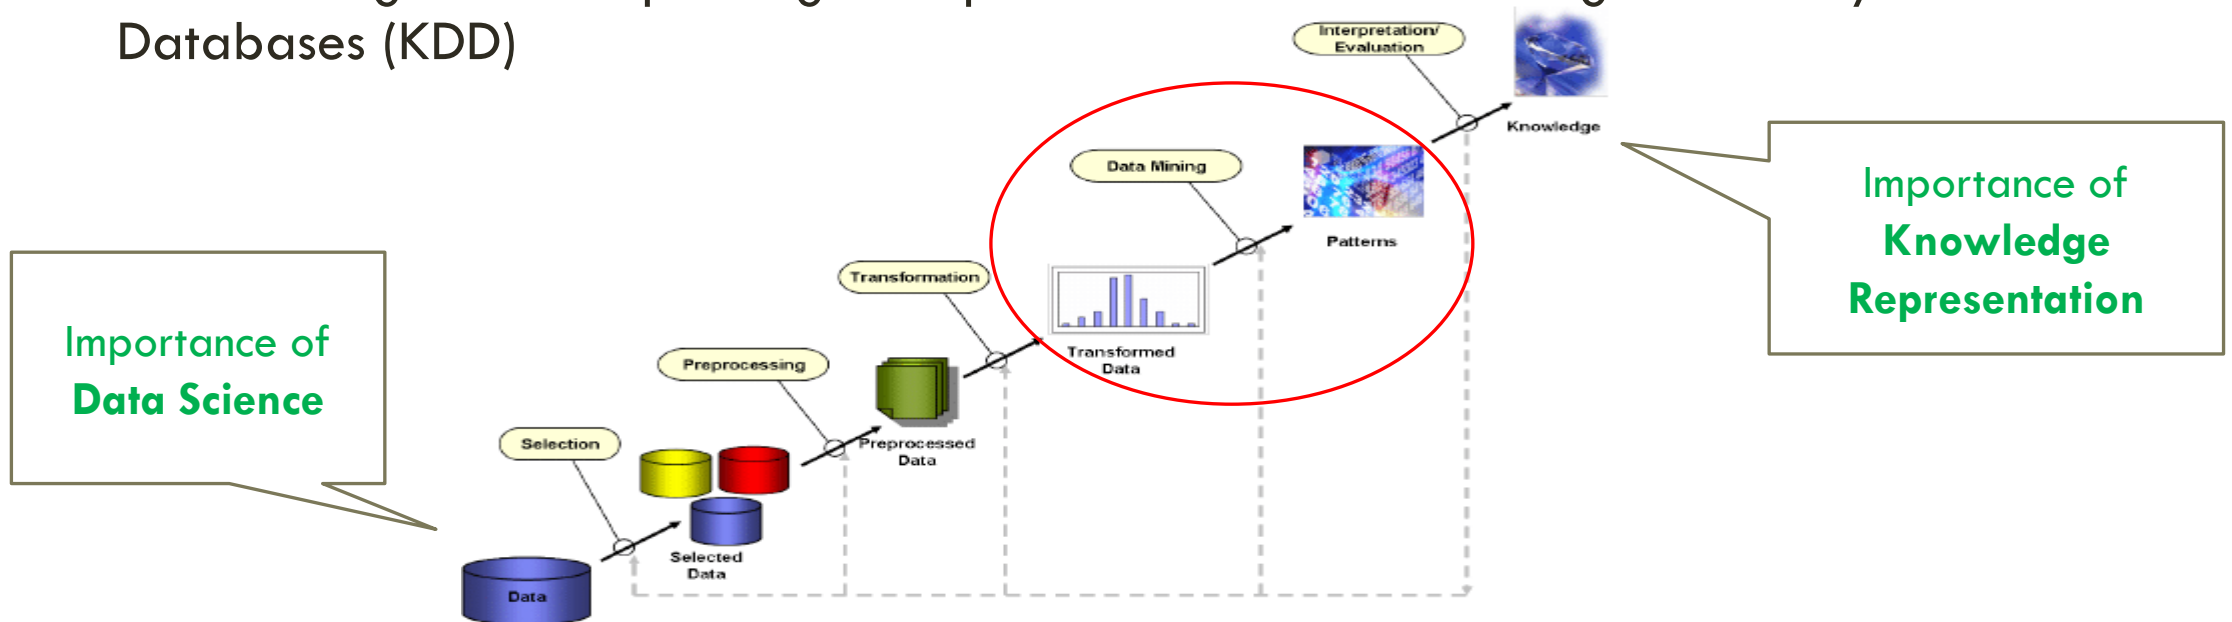 Databases (KDD)
Interpretation/
Evaluation
Knowledge
Importance of
Knowledge
Representation
Data Mining
Patterns
Transformation
Transformed
Data
Importance of
Data Science
Preprocessing
Preprocessed
Data
Selection
Selected
Data
Data